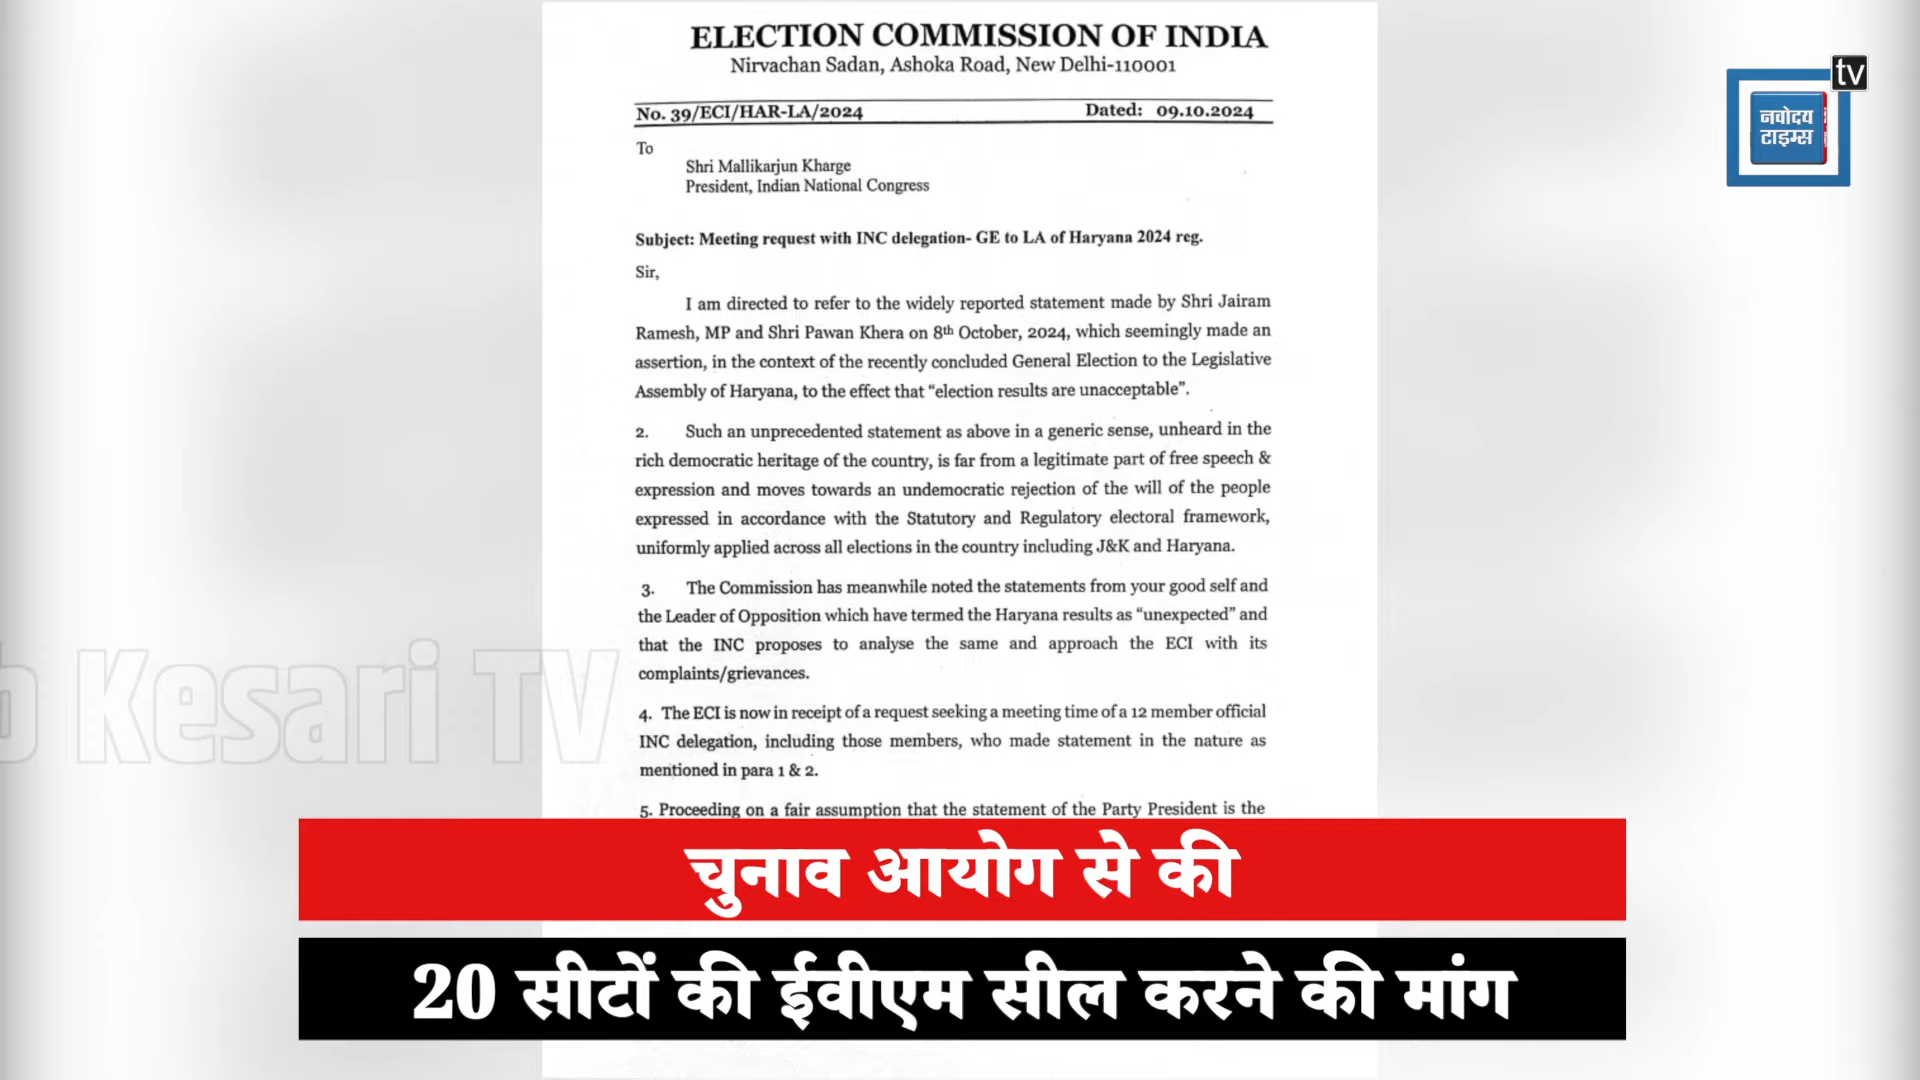 ELECTION COMMISSION OF INDIA
Nirvachan Sadan, Ashoka Road, New Delhi-110001
tv
नवोदय
टाइम्स
No. 39/ECI/HAR-LA/2024 Dated: 09.10.2024
To
Shri Mallikarjun Kharge
President, Indian National Congress
Subject: Meeting request with INC delegation- GE to LA of Haryana 2024 reg.
Sir,
I am directed to refer to the widely reported statement made by Shri Jairam
Ramesh, MP and Shri Pawan Khera on 8th October, 2024, which seemingly made an
assertion, in the context of the recently concluded General Election to the Legislative
Assembly of Haryana, to the effect that “election results are unacceptable”.
2. Such an unprecedented statement as above in a generic sense, unheard in the
rich democratic heritage of the country, is far from a legitimate part of free speech &
expression and moves towards an undemocratic rejection of the will of the people
expressed in accordance with the Statutory and Regulatory electoral framework,
uniformly applied across all elections in the country including J&K and Haryana.
3. The Commission has meanwhile noted the statements from your good self and
the Leader of Opposition which have termed the Haryana results as “unexpected” and
that the INC proposes to analyse the same and approach the ECI with its
complaints/grievances.
b Kesari TV
4. The ECI is now in receipt of a request seeking a meeting time of a 12 member official
INC delegation, including those members, who made statement in the nature as
mentioned in para 1 & 2.
5. Proceeding on a fair assumption that the statement of the Party President is the
चुनाव आयोग से की
20 सीटों की ईवीएम सील करने की मांग